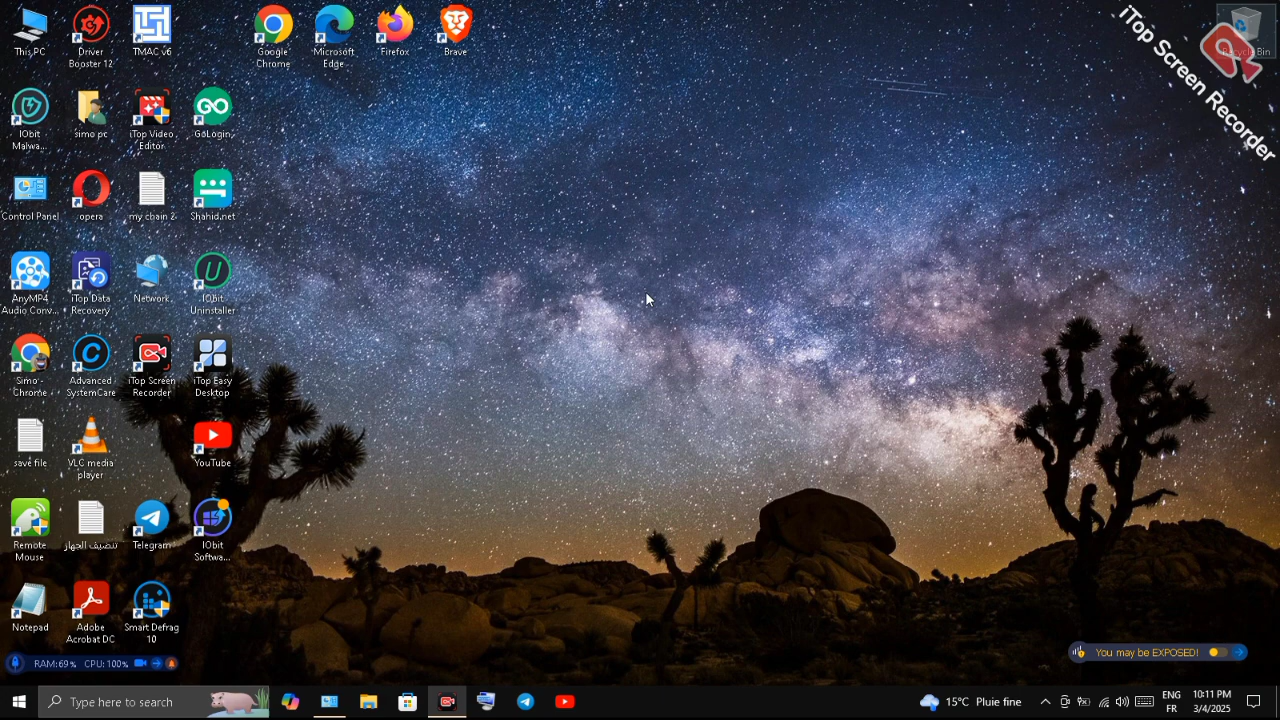 This PC
Driver
Booster 12
TMAC v6
Google
Chrome
Microsoft
Edge
Firefox
Brave
Recycle Bin
iTop Screen Recorder
IObit
Malwa...
simo pc
iTop Video
Editor
GoLogin
Control Panel
opera
my chain 2
Shahid.net
AnyMP4
Audio Conv...
iTop Data
Recovery
Network
IObit
Uninstaller
Simo -
Chrome
Advanced
SystemCare
iTop Screen
Recorder
iTop Easy
Desktop
save file
VLC media
player
YouTube
Remote
Mouse
تنضيف الجهاز
Telegram
IObit
Softwa...
Notepad
Adobe
Acrobat DC
Smart Defrag
10
RAM:69% CPU:100%
You may be EXPOSED!
Type here to search
15°C Pluie fine
ENG
FR
10:11 PM
3/4/2025